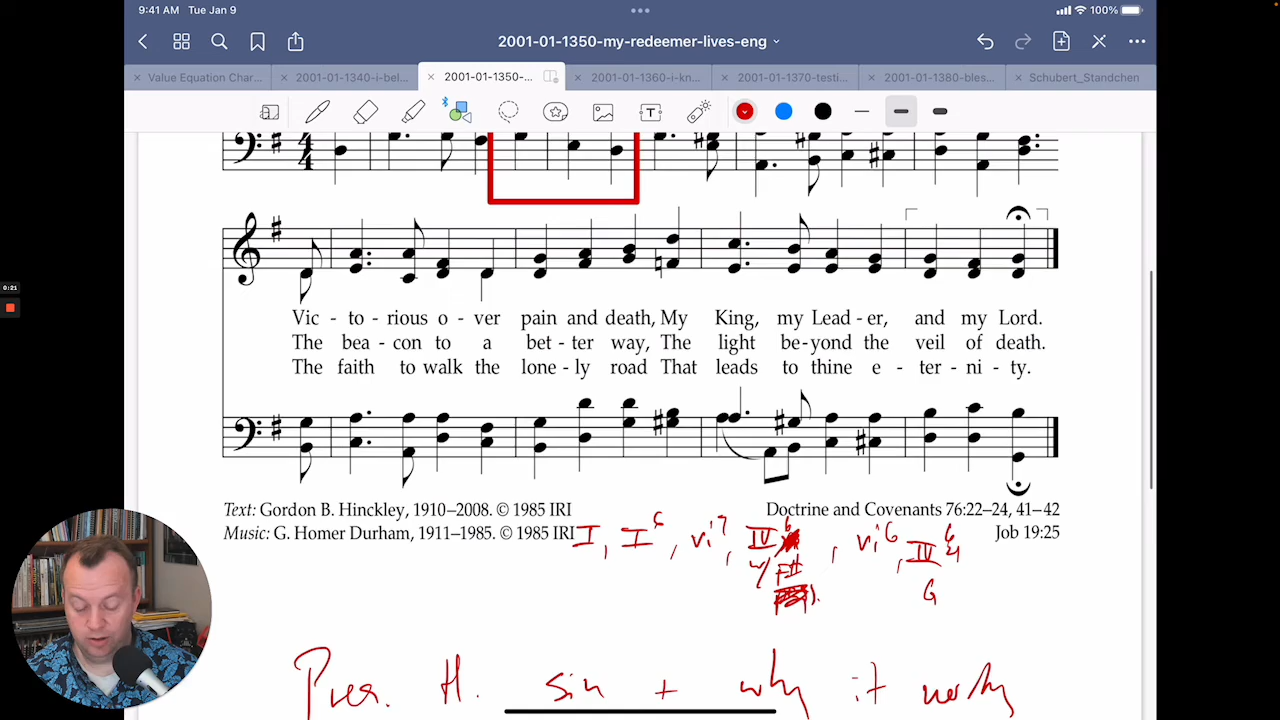 9:41 AM Tue Jan 9
100%
2001-01-1350-my-redeemer-lives-eng
Value Equation Char...
2001-01-1340-i-bel...
2001-01-1350-...
2001-01-1360-i-kn...
2001-01-1370-testi...
2001-01-1380-bles...
Schubert_Standchen
T
4
4
Vic - to - rious o - ver pain and death, My King, my Lead - er, and my Lord.
The bea - con to a bet - ter way, The light be - yond the veil of death.
The faith to walk the lone - ly road That leads to thine e - ter - ni - ty.
0:21
Text: Gordon B. Hinckley, 1910–2008. © 1985 IRI
Doctrine and Covenants 76:22–24, 41–42
Music: G. Homer Durham, 1911–1985. © 1985 IRI
Job 19:25
I, I6, vi7, IV6, vi6, IV6 4
w/ F# G
Pres. H. sin + why it works